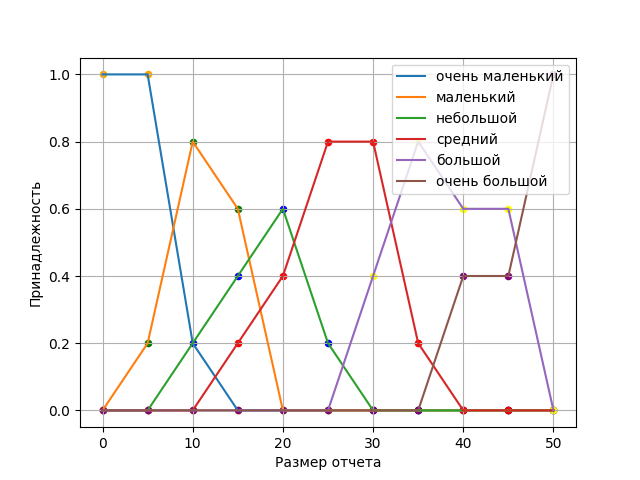 1.0
0.8
0.6
0.4
0.2
0.0
Принадлежность
очень маленький
маленький
небольшой
средний
большой
очень большой
0 10 20 30 40 50
Размер отчета